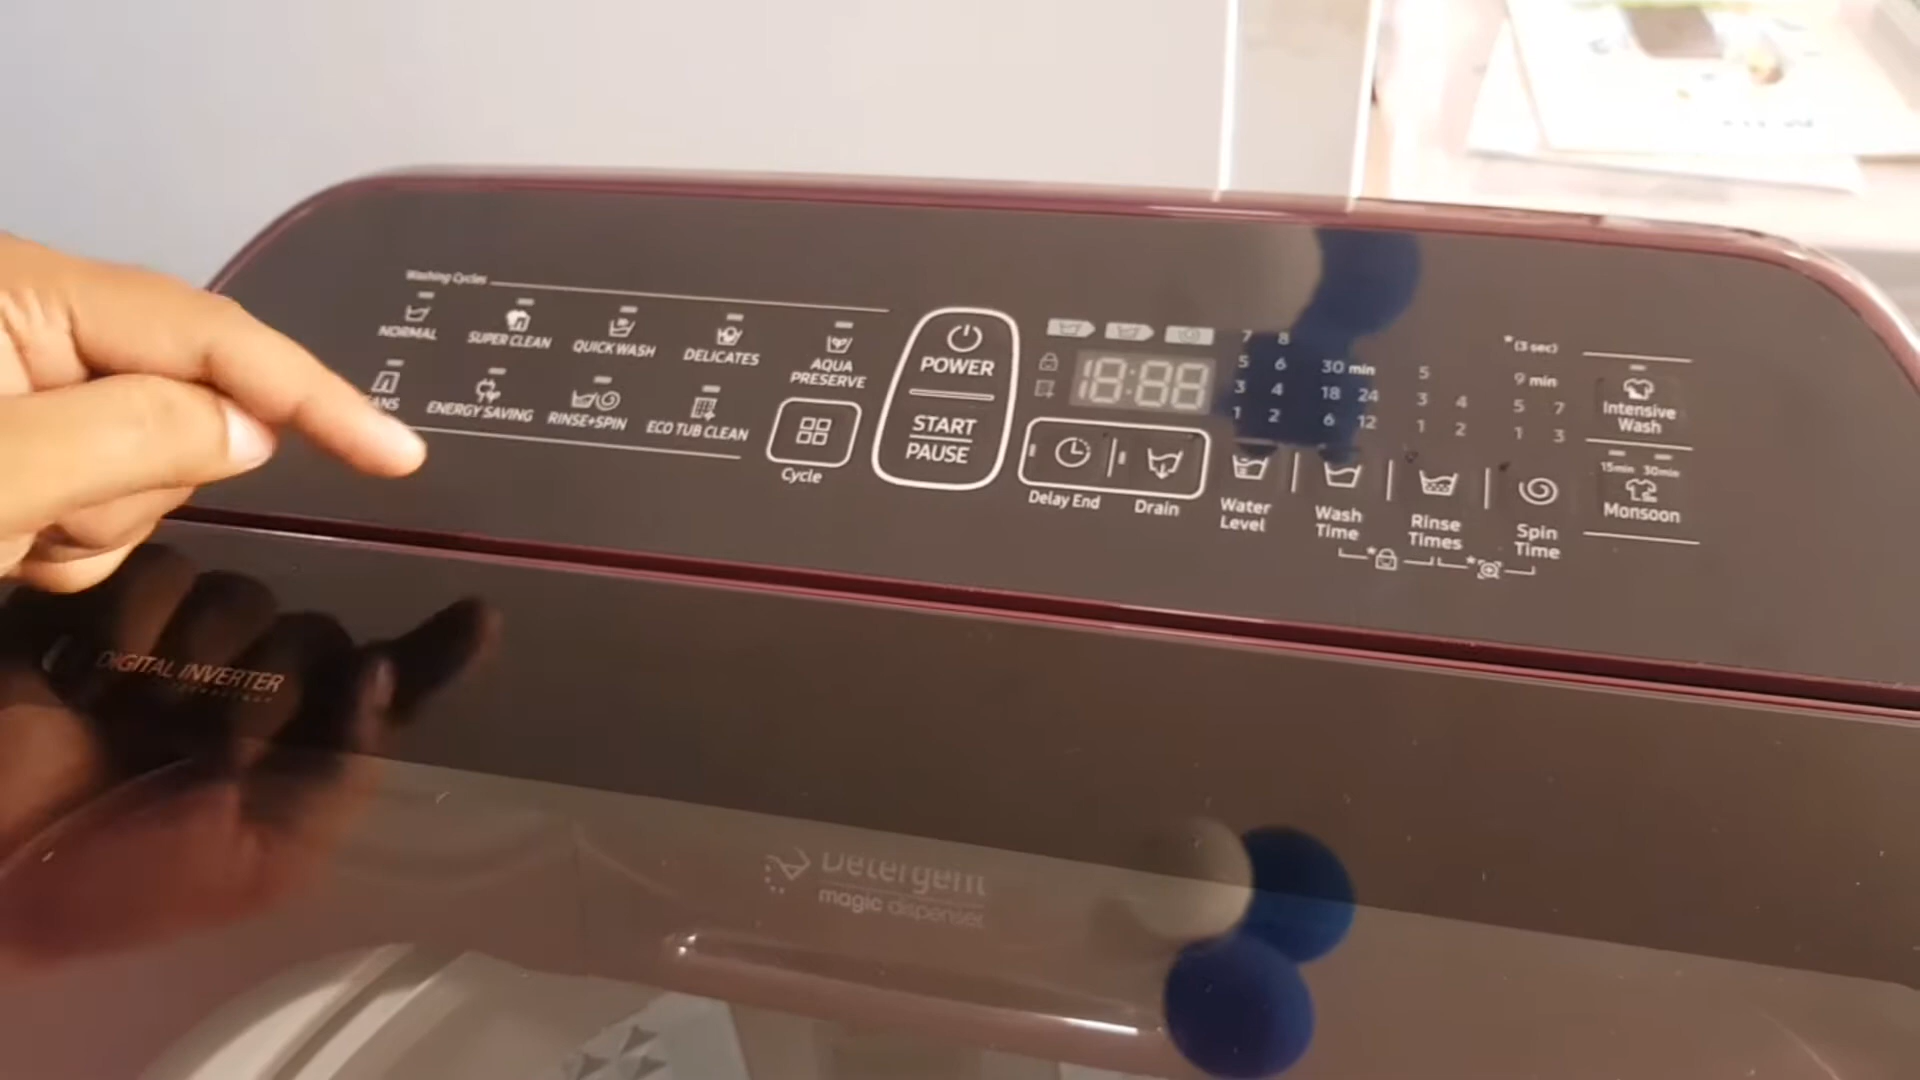 Washing Cycles
NORMAL
SUPER CLEAN
QUICK WASH
DELICATES
AQUA
PRESERVE
ANS
ENERGY SAVING
RINSE+SPIN
ECO TUB CLEAN
Cycle
POWER
START
PAUSE
18:88
Delay End
Drain
7 8
5 6
3 4
1 2
Water
Level
30 min
18 24
6 12
Wash
Time
5
3 4
1 2
Rinse
Times
*(3 sec)
9 min
5 7
1 3
Spin
Time
* *
Intensive
Wash
15min 30min
Monsoon
DIGITAL INVERTER
Detergent
magic dispenser